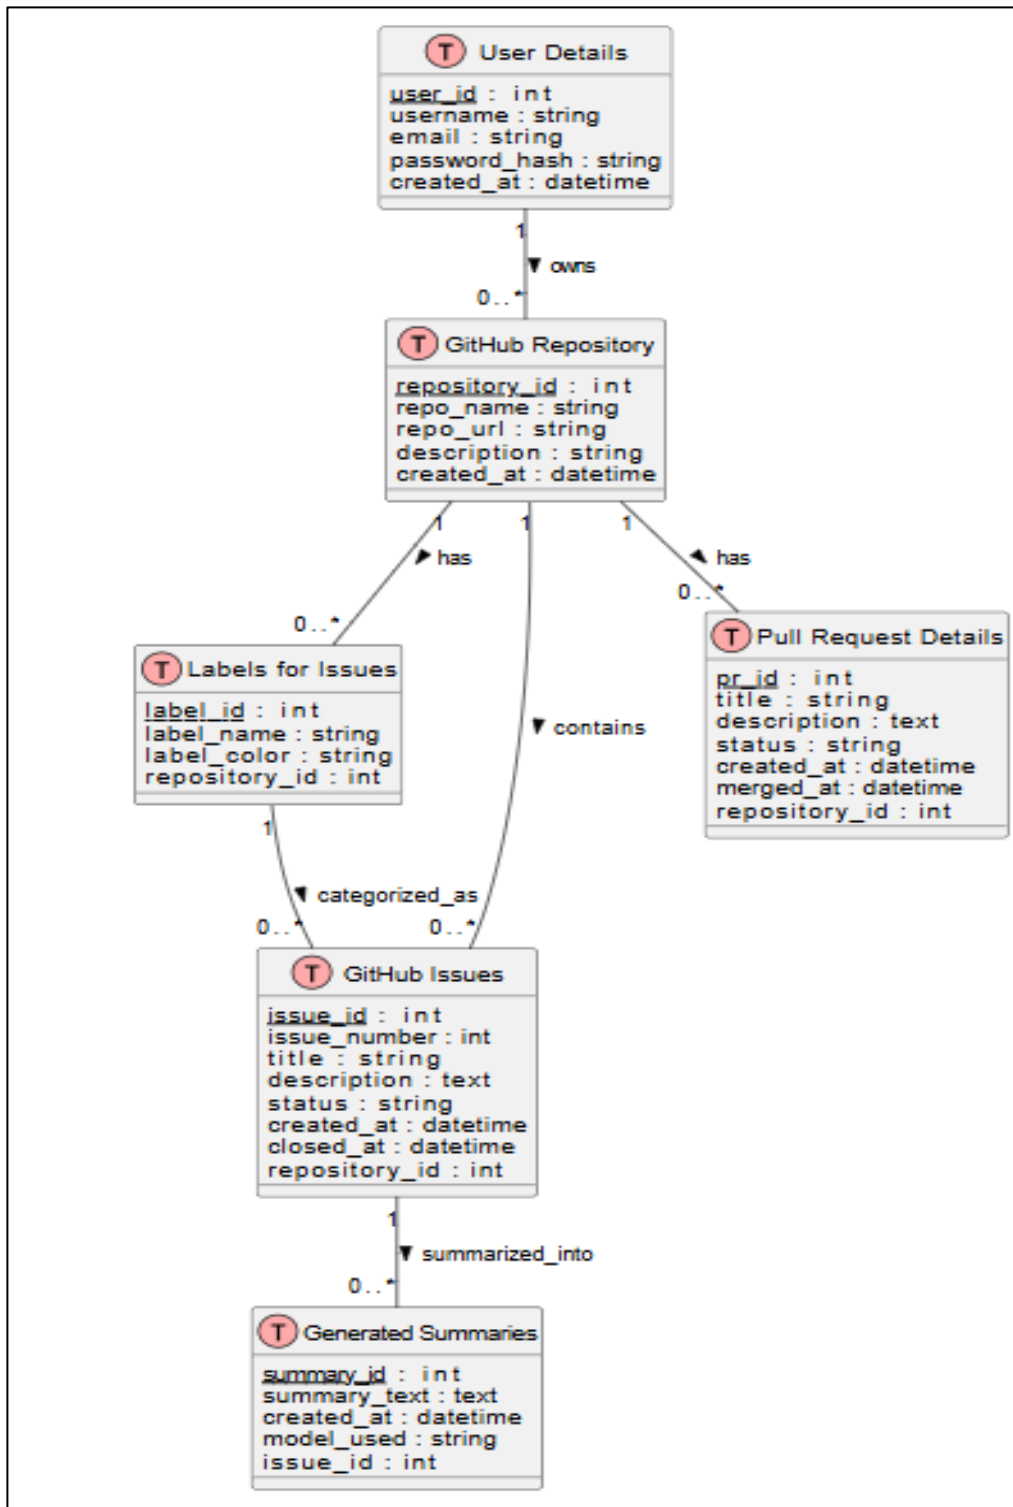 T User Details
user_id : int
username : string
email : string
password_hash : string
created_at : datetime
1
owns
0..*
T GitHub Repository
repository_id : int
repo_name : string
repo_url : string
description : string
created_at : datetime
1 1 1
has has
0..* 0..*
T Labels for Issues
label_id : int
label_name : string
label_color : string
repository_id : int
T Pull Request Details
pr_id : int
title : string
description : text
status : string
created_at : datetime
merged_at : datetime
repository_id : int
contains
1
categorized_as
0..* 0..*
T GitHub Issues
issue_id : int
issue_number : int
title : string
description : text
status : string
created_at : datetime
closed_at : datetime
repository_id : int
1
summarized_into
0..*
T Generated Summaries
summary_id : int
summary_text : text
created_at : datetime
model_used : string
issue_id : int